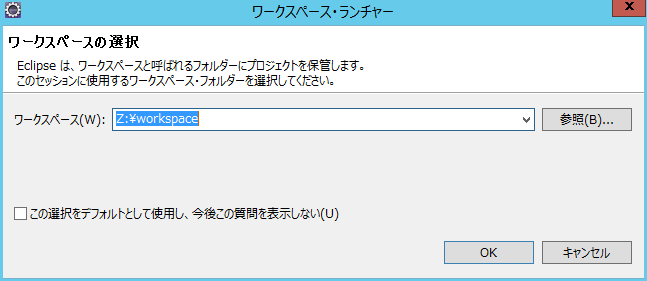 ワークスペース・ランチャー
x
ワークスペースの選択
Eclipse は、ワークスペースと呼ばれるフォルダーにプロジェクトを保管します。
このセッションに使用するワークスペース・フォルダーを選択してください。
ワークスペース(W): Z:¥workspace 参照(B)...
この選択をデフォルトとして使用し、今後この質問を表示しない(U)
OK キャンセル